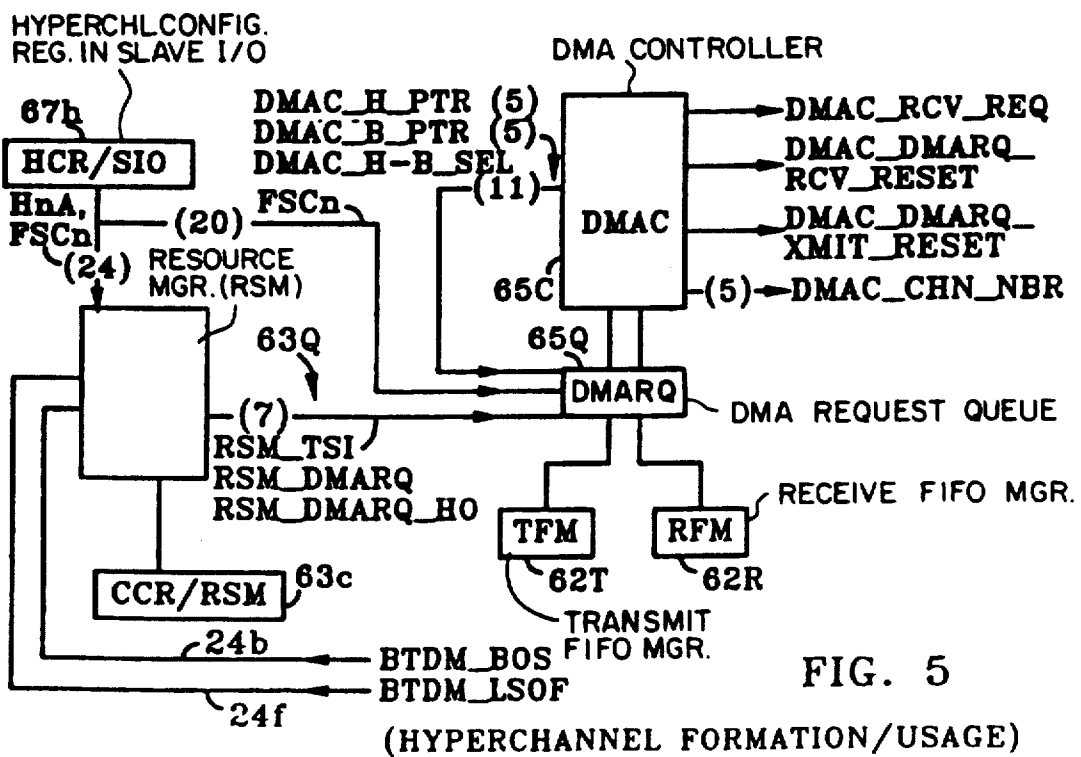 HYPERCHLCONFIG.
REG. IN SLAVE I/O
67h
HCR/SIO
HnA,
FSCn
(24)
(20)
FSCn
RESOURCE
MGR.(RSM)
DMAC_H_PTR (5)
DMAC_B_PTR (5)
DMAC_H-B_SEL
(11)
DMA CONTROLLER
DMAC
65C
DMAC_RCV_REQ
DMAC_DMARQ_
RCV_RESET
DMAC_DMARQ_
XMIT_RESET
(5)
DMAC_CHN_NBR
63Q
65Q
DMARQ
DMA REQUEST QUEUE
(7)
RSM_TSI
RSM_DMARQ
RSM_DMARQ_HO
TFM
62T
TRANSMIT
FIFO MGR.
RFM
62R
RECEIVE FIFO MGR.
CCR/RSM
63c
24b
BTDM_BOS
BTDM_LSOF
24f
FIG. 5
(HYPERCHANNEL FORMATION/USAGE)